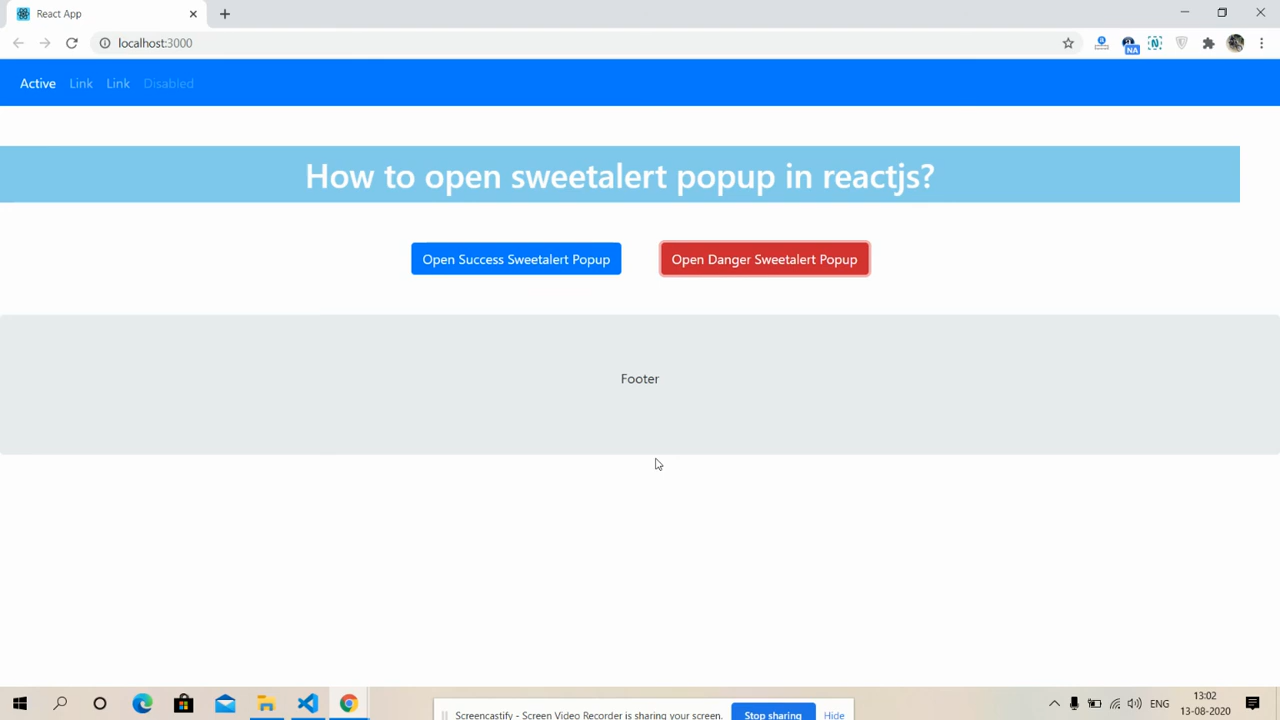 React App
localhost:3000
NA
N
Active Link Link Disabled
How to open sweetalert popup in reactjs?
Open Success Sweetalert Popup
Open Danger Sweetalert Popup
Footer
Screencastify - Screen Video Recorder is sharing your screen.
Stop sharing
Hide
ENG
13:02
13-08-2020